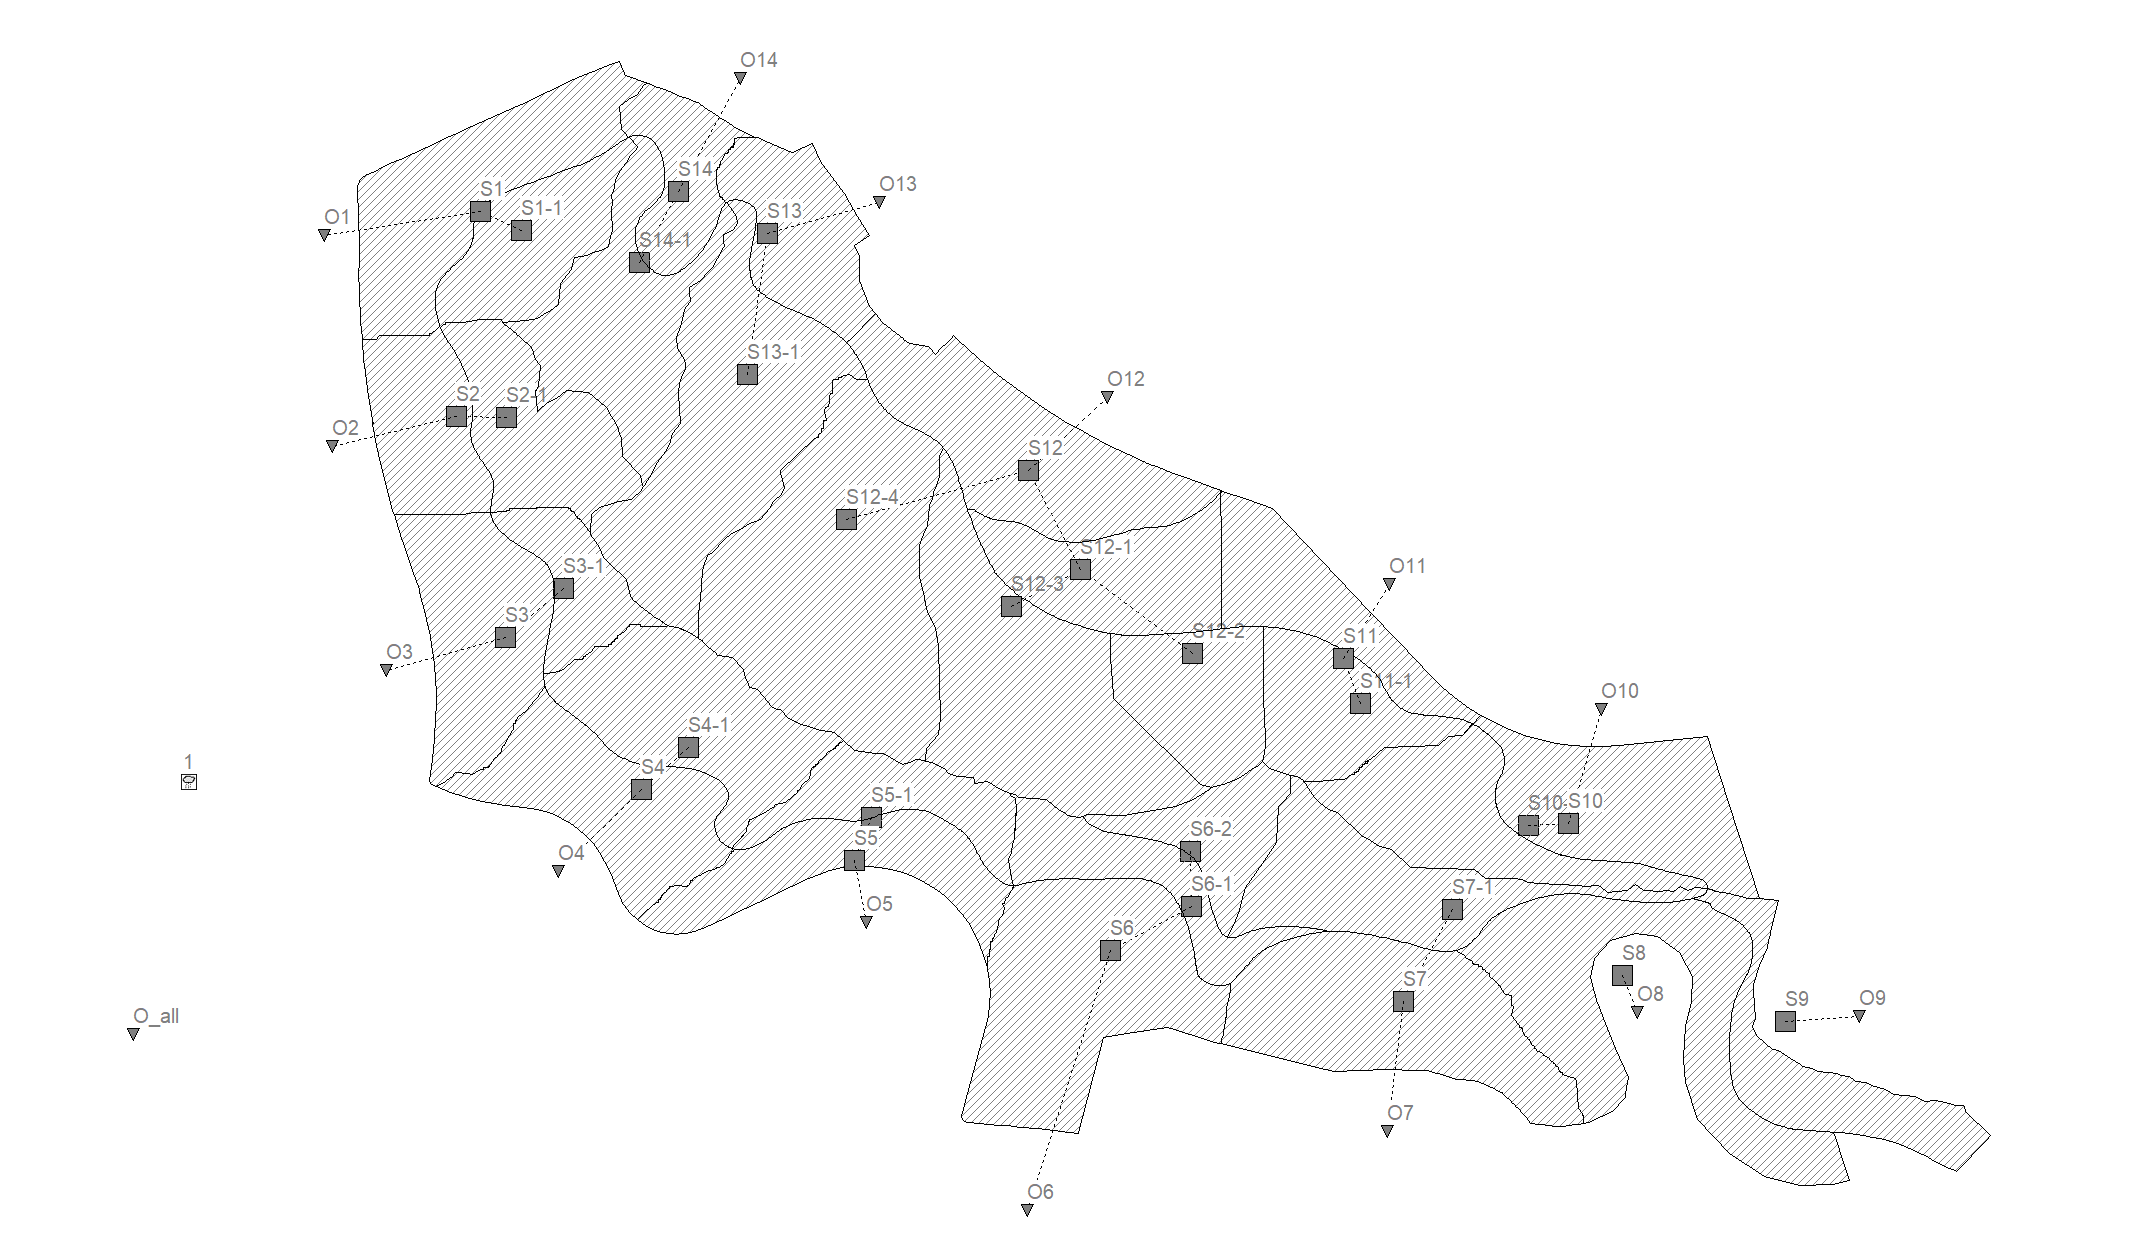 O14
S14
O13
S1
S1-1
S13
O1
S14-1
S13-1
O12
S2
S2-1
O2
S12
S12-4
S12-1
O11
S3-1
S12-3
S3
S12-2
S11
O3
S11-1
O10
S4-1
1
S4
S5-1
S10
S10
S6-2
S5
O4
S6-1
S7-1
O5
S6
S8
S7
O8
S9
O9
O_all
O7
O6